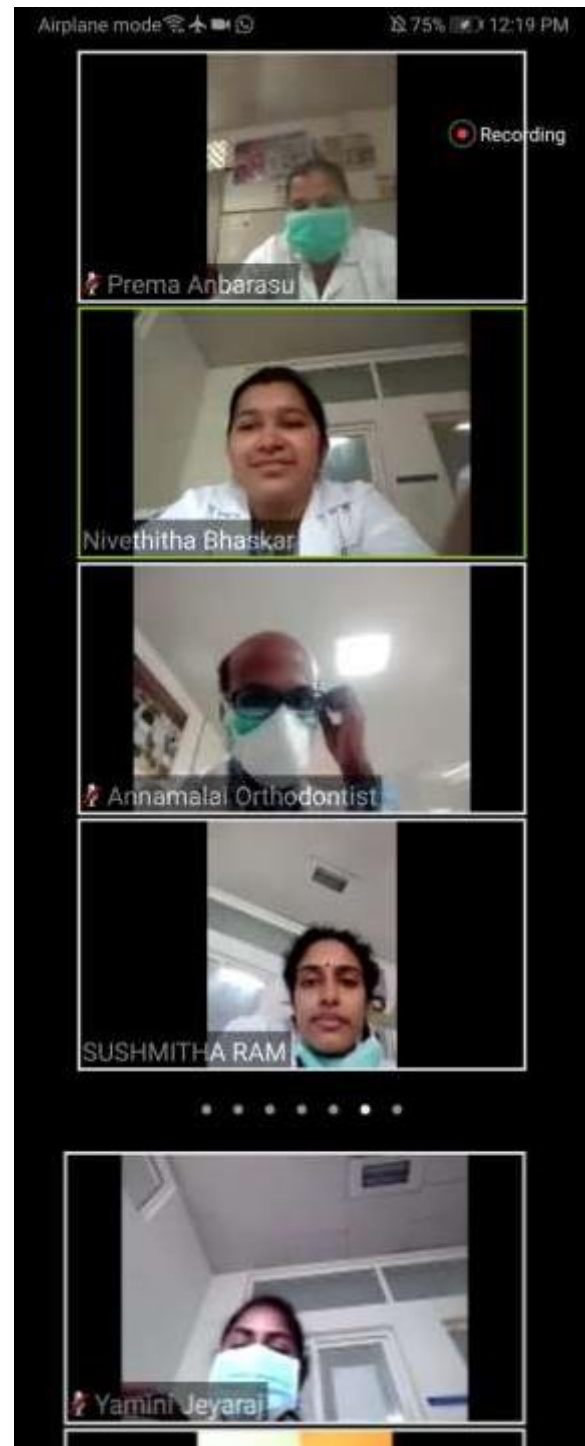 Airplane mode 75% 12:19 PM
Recording
Prema Anbarasu
Nivethitha Bhaskar
Annamalai Orthodontist
SUSHMITHA RAM
Yamini Jeyaraj